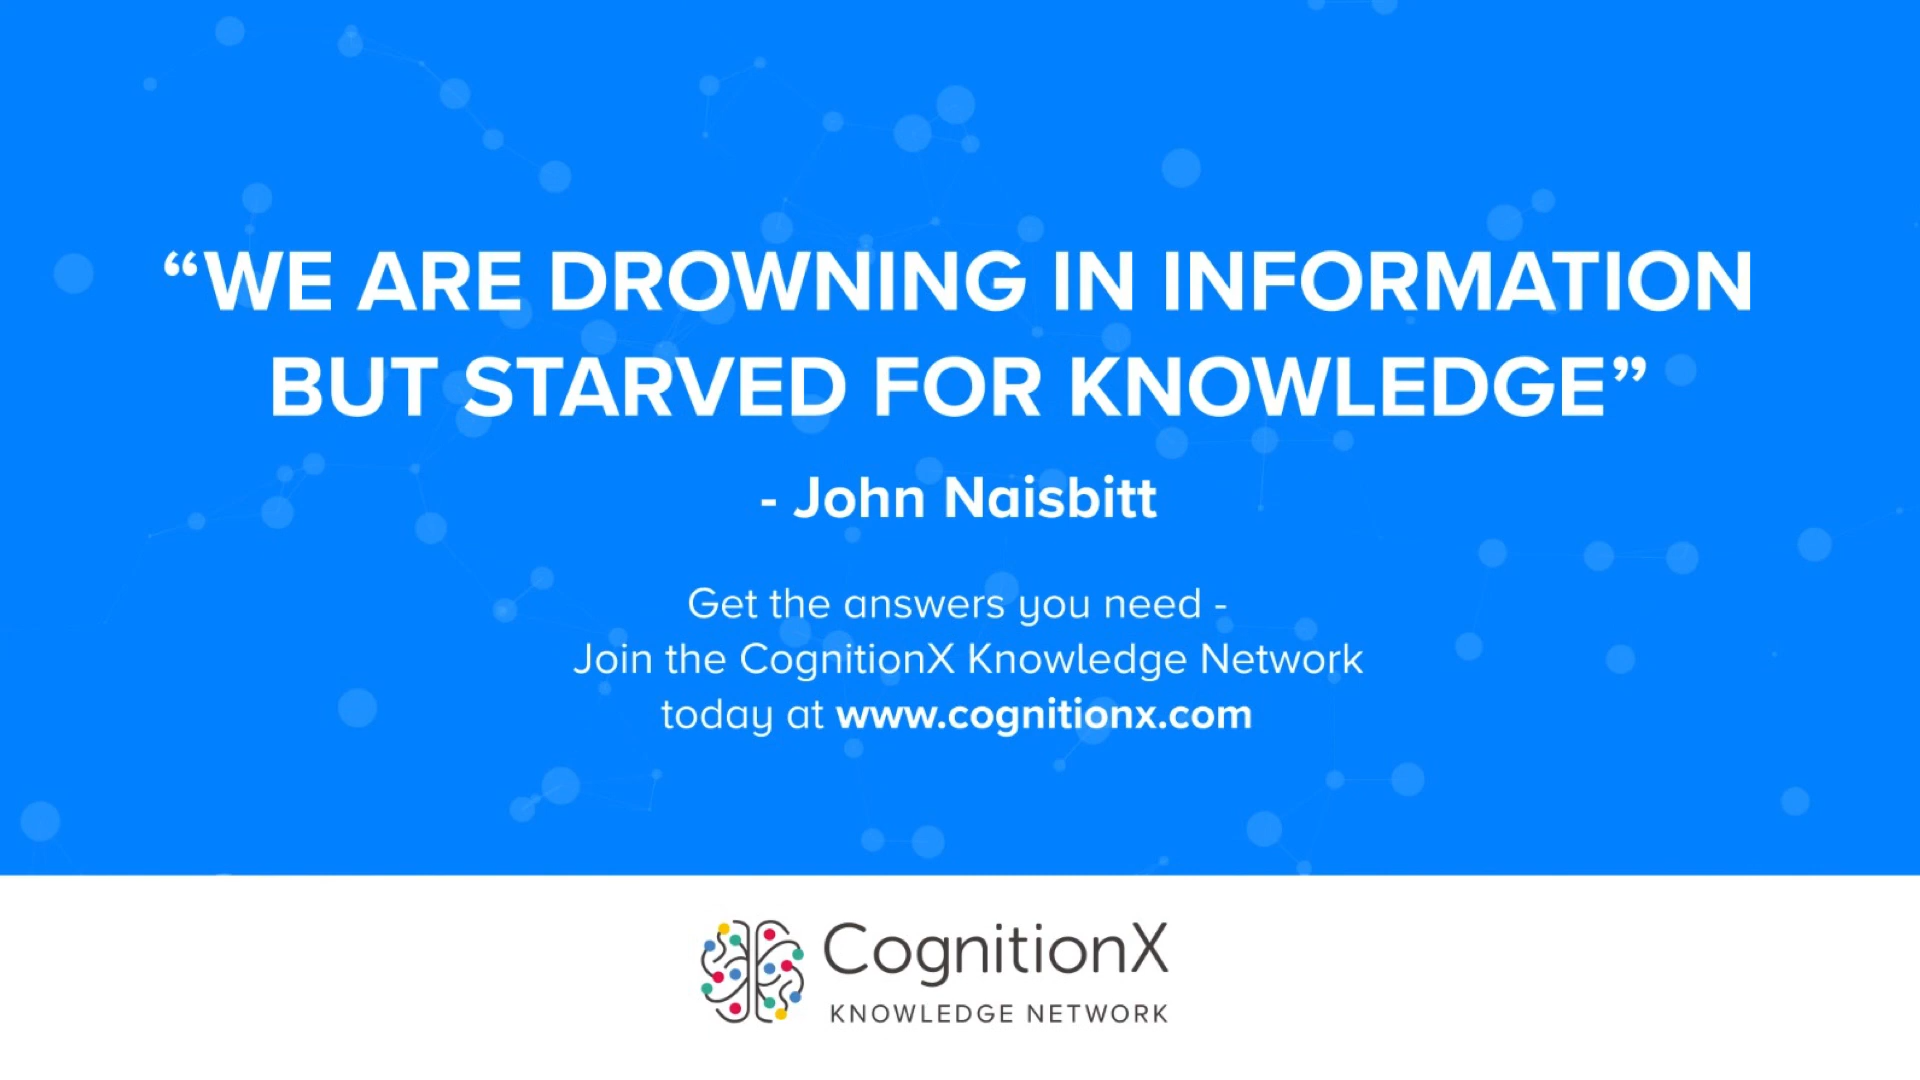 “WE ARE DROWNING IN INFORMATION
BUT STARVED FOR KNOWLEDGE”
- John Naisbitt
Get the answers you need -
Join the CognitionX Knowledge Network
today at www.cognitionx.com
CognitionX
KNOWLEDGE NETWORK